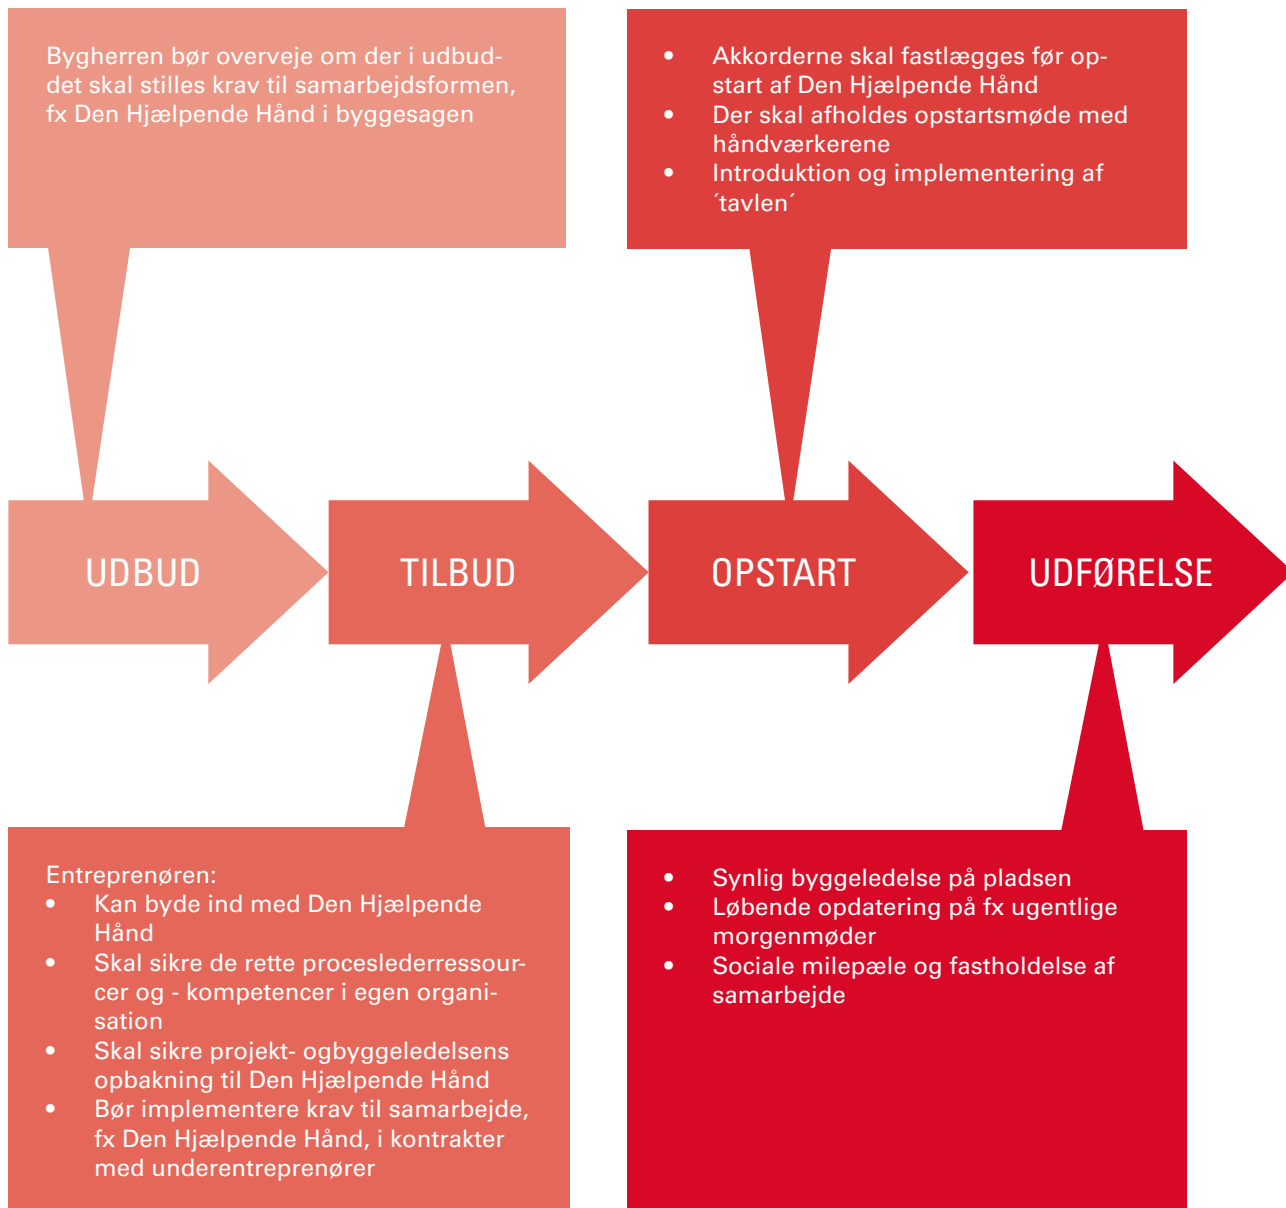 Bygherren bør overveje om der i udbud-
det skal stilles krav til samarbejdsformen,
fx Den Hjælpende Hånd i byggesagen
• Akkorderne skal fastlægges før op-
start af Den Hjælpende Hånd
• Der skal afholdes opstartsmøde med
håndværkerene
• Introduktion og implementering af
´tavlen´
UDBUD
TILBUD
OPSTART
UDFØRELSE
Entreprenøren:
• Kan byde ind med Den Hjælpende
Hånd
• Skal sikre de rette proceslederressour-
cer og - kompetencer i egen organi-
sation
• Skal sikre projekt- ogbyggeledelsens
opbakning til Den Hjælpende Hånd
• Bør implementere krav til samarbejde,
fx Den Hjælpende Hånd, i kontrakter
med underentreprenører
• Synlig byggeledelse på pladsen
• Løbende opdatering på fx ugentlige
morgenmøder
• Sociale milepæle og fastholdelse af
samarbejde